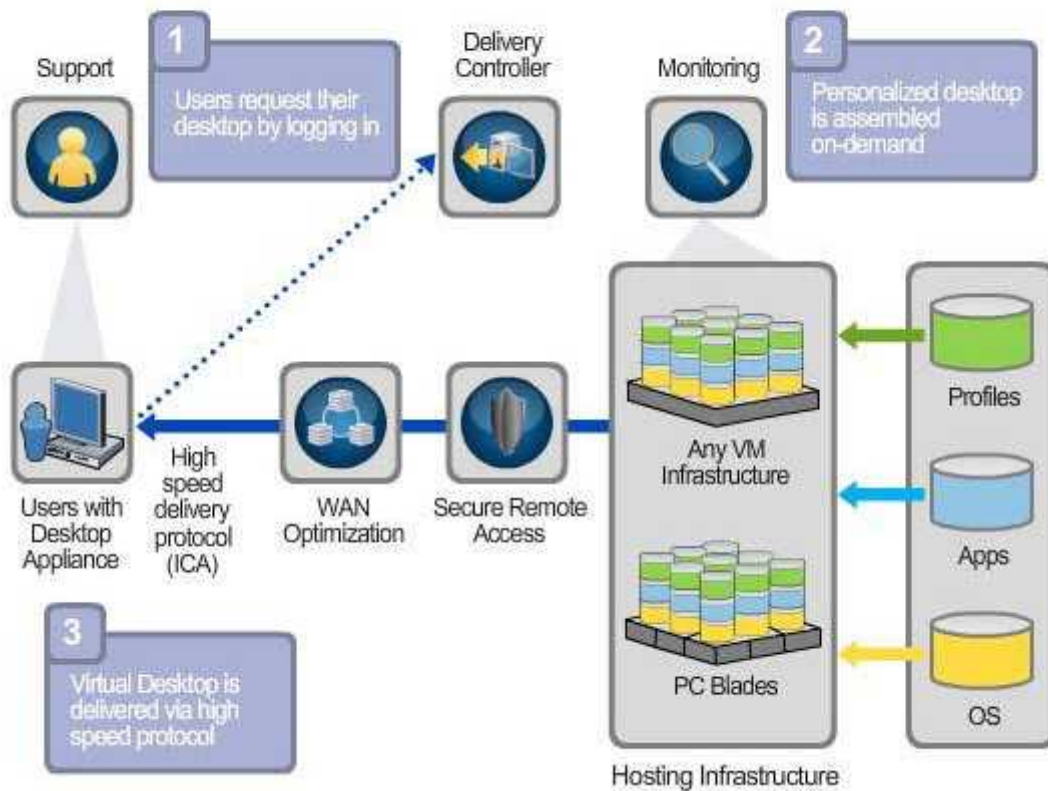 Support
1
Users request their
desktop by logging in
Delivery
Controller
Monitoring
2
Personalized desktop
is assembled
on-demand
Users with
Desktop
Appliance
High
speed
delivery
protocol
(ICA)
WAN
Optimization
Secure Remote
Access
Any VM
Infrastructure
PC Blades
Hosting Infrastructure
Profiles
Apps
OS
3
Virtual Desktop is
delivered via high
speed protocol